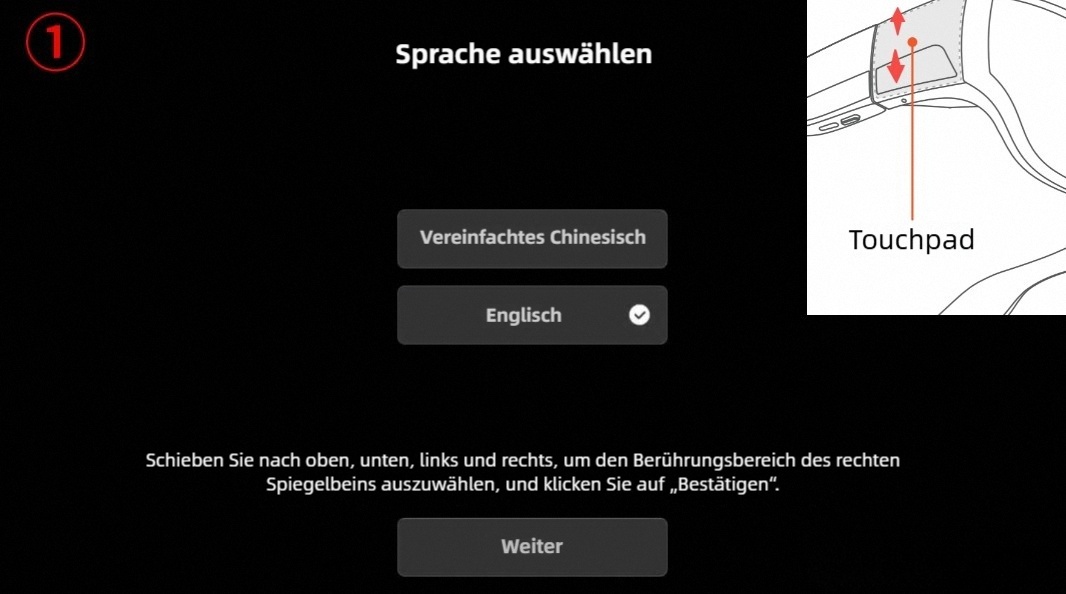 1
Sprache auswählen
Touchpad
Vereinfachtes Chinesisch
Englisch
Schieben Sie nach oben, unten, links und rechts, um den Berührungsbereich des rechten
Spiegelbeins auszuwählen, und klicken Sie auf „Bestätigen“.
Weiter